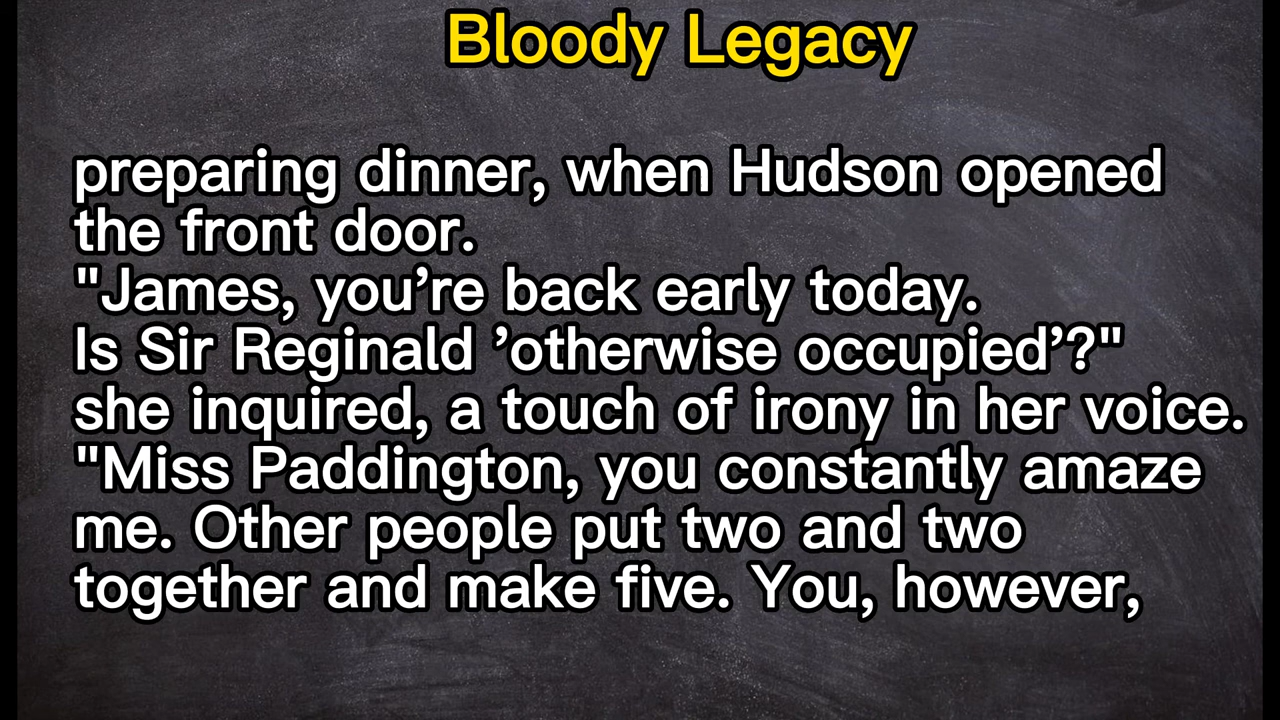 Bloody Legacy
preparing dinner, when Hudson opened
the front door.
"James, you’re back early today.
Is Sir Reginald ’otherwise occupied’?"
she inquired, a touch of irony in her voice.
"Miss Paddington, you constantly amaze
me. Other people put two and two
together and make five. You, however,